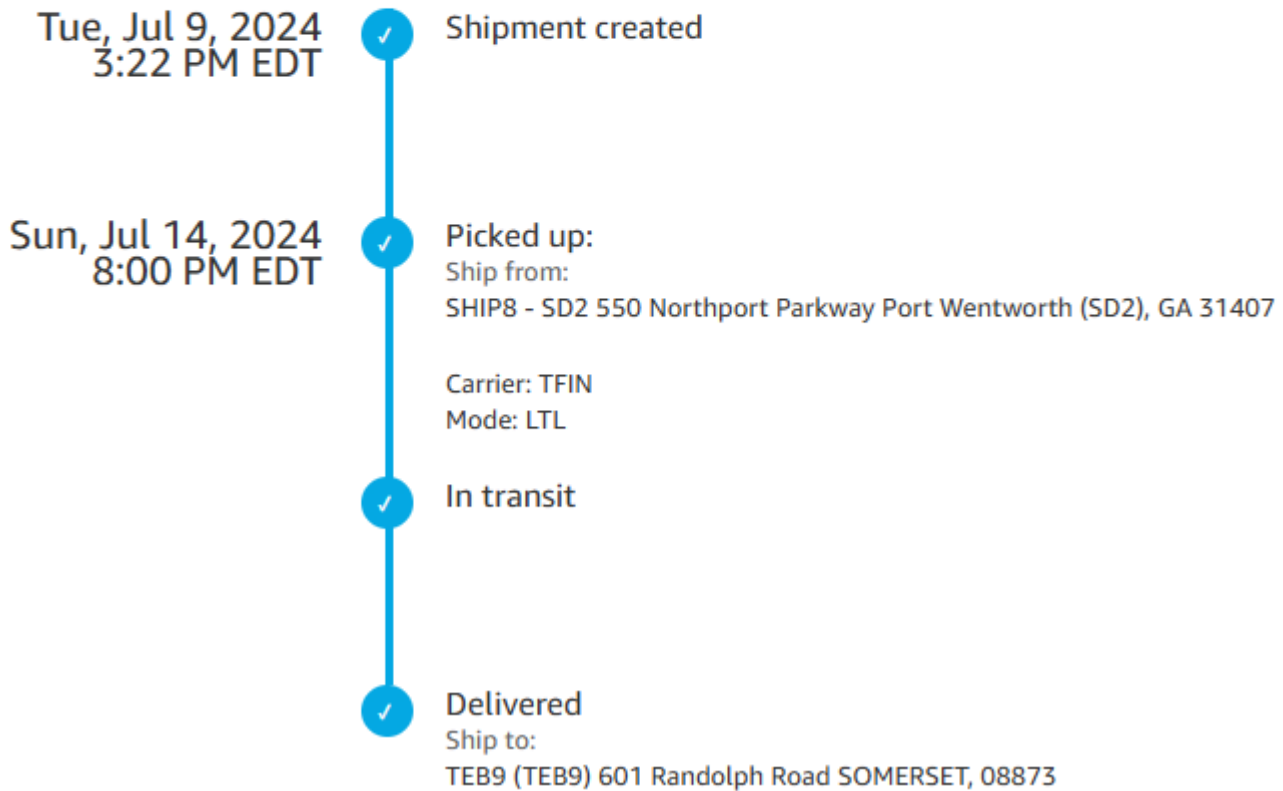 Tue, Jul 9, 2024
3:22 PM EDT
Shipment created
Sun, Jul 14, 2024
8:00 PM EDT
Picked up:
Ship from:
SHIP8 - SD2 550 Northport Parkway Port Wentworth (SD2), GA 31407
Carrier: TFIN
Mode: LTL
In transit
Delivered
Ship to:
TEB9 (TEB9) 601 Randolph Road SOMERSET, 08873